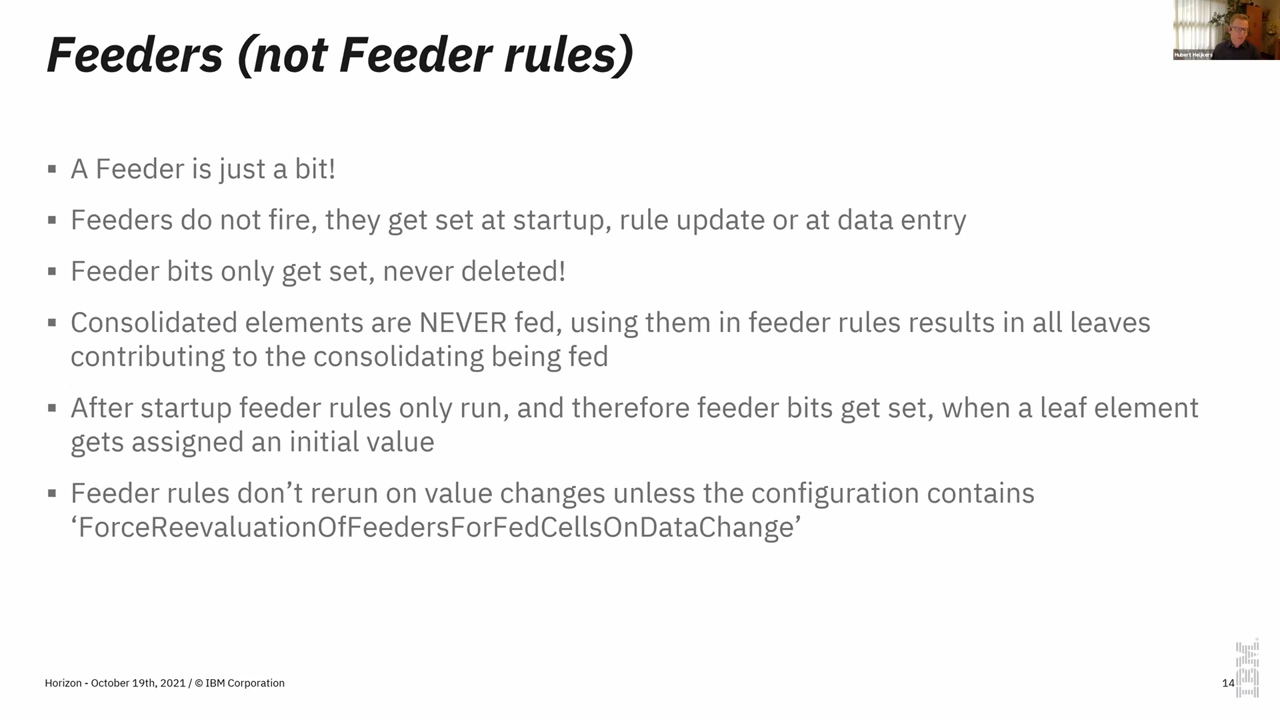 Feeders (not Feeder rules)
Hubert Heijkers
▪ A Feeder is just a bit!
▪ Feeders do not fire, they get set at startup, rule update or at data entry
▪ Feeder bits only get set, never deleted!
▪ Consolidated elements are NEVER fed, using them in feeder rules results in all leaves
contributing to the consolidating being fed
▪ After startup feeder rules only run, and therefore feeder bits get set, when a leaf element
gets assigned an initial value
▪ Feeder rules don’t rerun on value changes unless the configuration contains
‘ForceReevaluationOfFeedersForFedCellsOnDataChange’
Horizon - October 19th, 2021 / © IBM Corporation
14
IBM